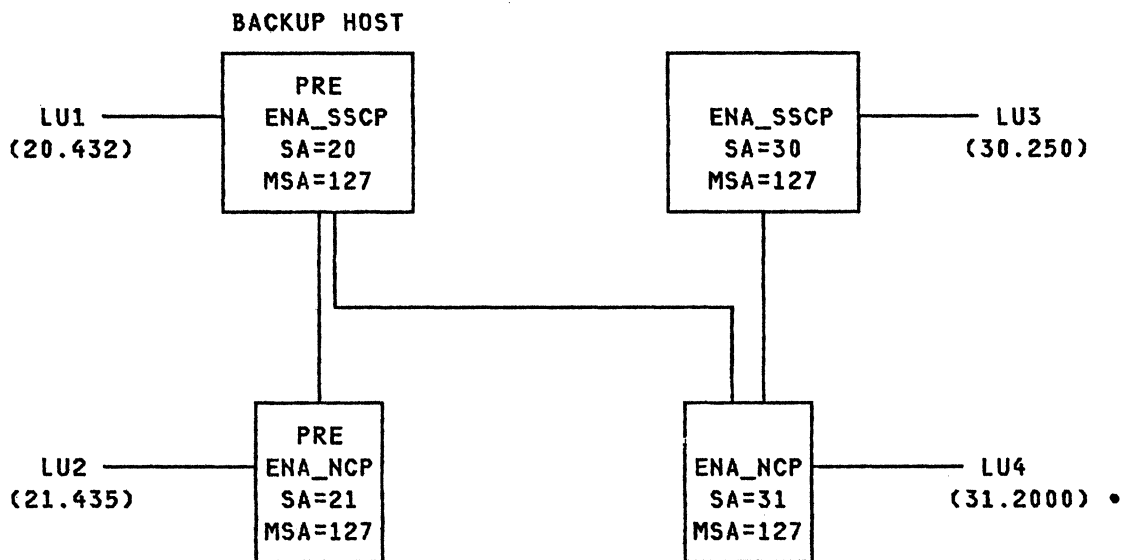 BACKUP HOST
PRE
ENA_SSCP
SA=20
MSA=127
LU1
(20.432)
ENA_SSCP
SA=30
MSA=127
LU3
(30.250)
PRE
ENA_NCP
SA=21
MSA=127
LU2
(21.435)
ENA_NCP
SA=31
MSA=127
LU4
(31.2000)